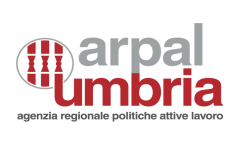 arpal
umbria
agenzia regionale politiche attive lavoro